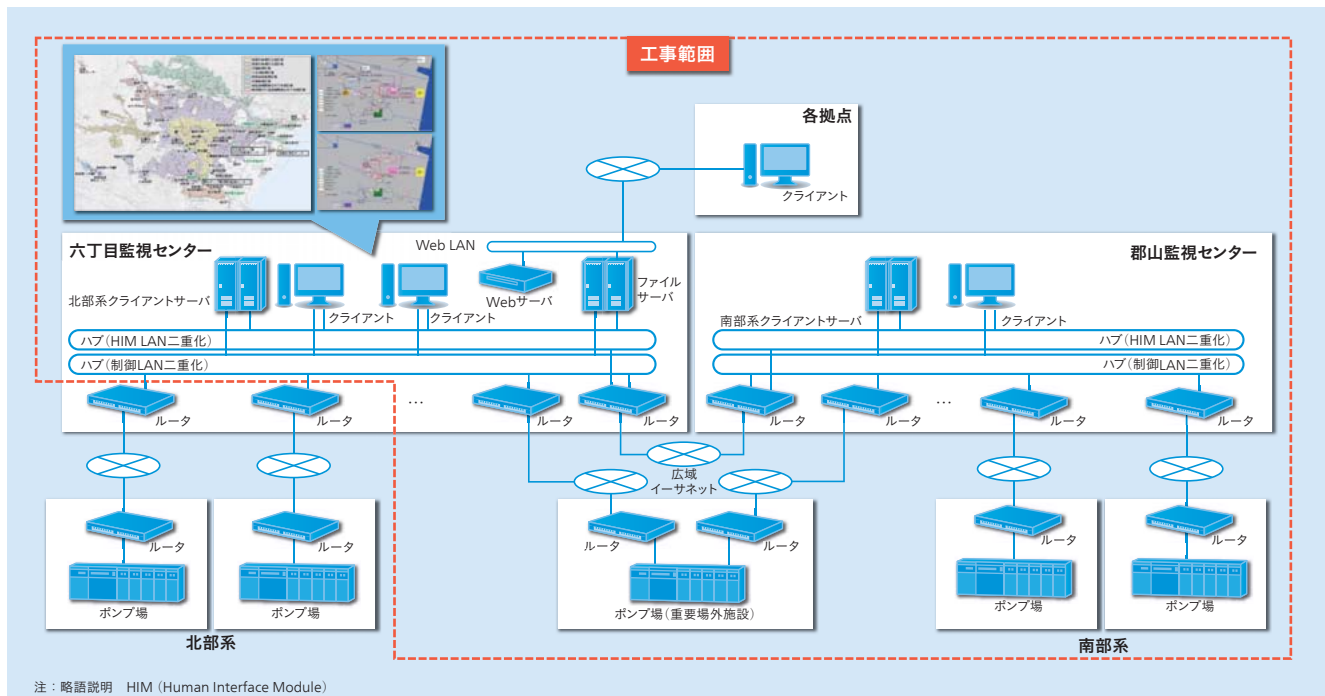 工事範囲
各拠点
クライアント
六丁目監視センター
Web LAN
郡山監視センター
北部系クライアントサーバ
クライアント
クライアント
Webサーバ
ファイル
サーバ
南部系クライアントサーバ
クライアント
ハブ（HIM LAN二重化）
ハブ（制御LAN二重化）
ハブ（HIM LAN二重化）
ハブ（制御LAN二重化）
ルータ
ルータ
…
ルータ
ルータ
ルータ
ルータ
…
ルータ
ルータ
広域
イーサネット
ルータ
ルータ
ルータ
ルータ
ルータ
ルータ
ポンプ場
ポンプ場
ポンプ場（重要場外施設）
ポンプ場
ポンプ場
北部系
南部系
注：略語説明　HIM（Human Interface Module）